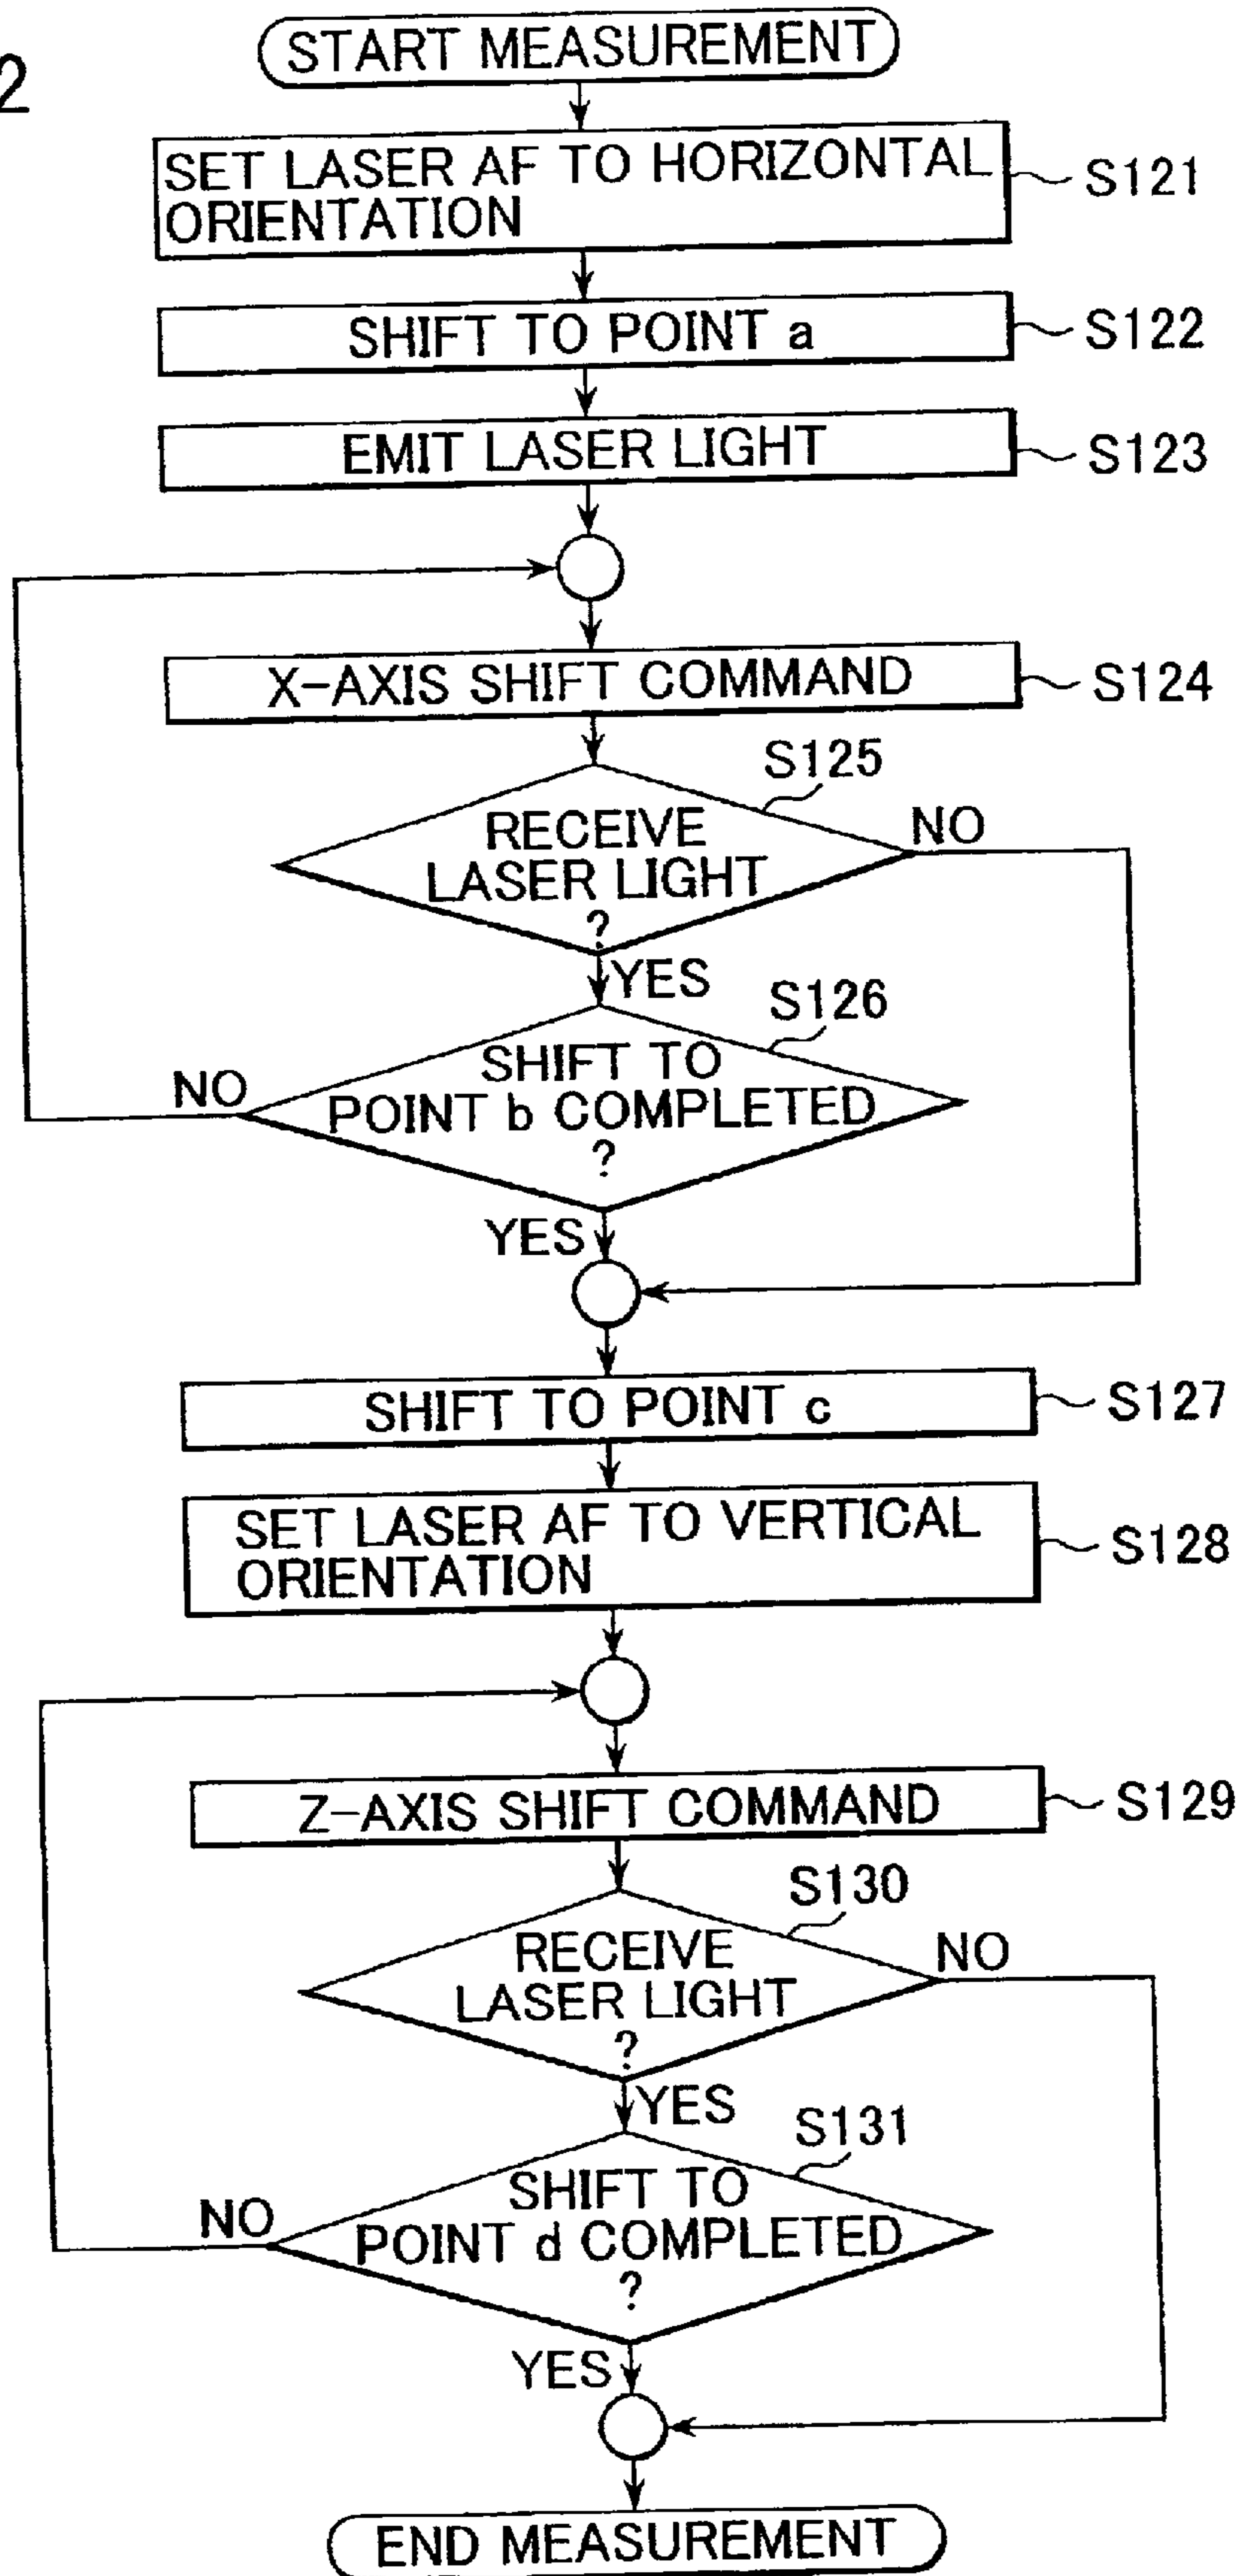 2
START MEASUREMENT
SET LASER AF TO HORIZONTAL
ORIENTATION
S121
SHIFT TO POINT a
S122
EMIT LASER LIGHT
S123
X-AXIS SHIFT COMMAND
S124
S125
RECEIVE
LASER LIGHT
?
NO
YES
S126
SHIFT TO
POINT b COMPLETED
?
NO
YES
SHIFT TO POINT c
S127
SET LASER AF TO VERTICAL
ORIENTATION
S128
Z-AXIS SHIFT COMMAND
S129
S130
RECEIVE
LASER LIGHT
?
NO
YES
S131
SHIFT TO
POINT d COMPLETED
?
NO
YES
END MEASUREMENT